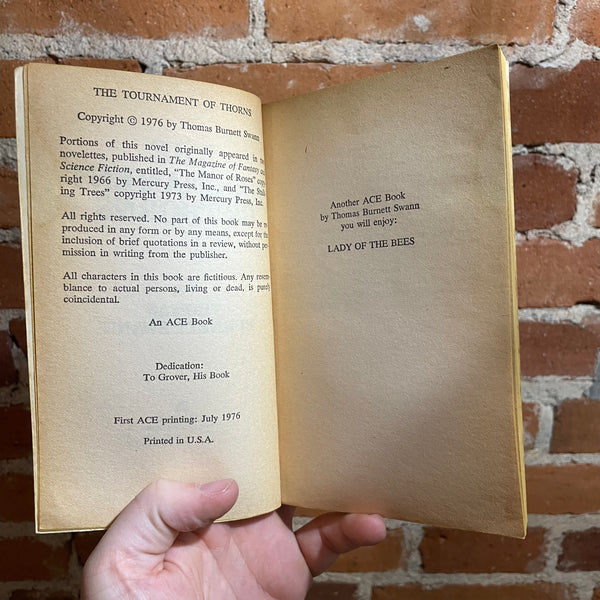 THE TOURNAMENT OF THORNS
Copyright © 1976 by Thomas Burnett Swann
Portions of this novel originally appeared in
novelettes, published in The Magazine of Fantasy
Science Fiction, entitled, "The Manor of Roses"
right 1966 by Mercury Press, Inc., and "The
ing Trees" copyright 1973 by Mercury Press, Inc.
All rights reserved. No part of this book may be
produced in any form or by any means, except for the
inclusion of brief quotations in a review, without
mission in writing from the publisher.
All characters in this book are fictitious. Any
blance to actual persons, living or dead, is purely
coincidental.
An ACE Book
Dedication:
To Grover, His Book
First ACE printing: July 1976
Printed in U.S.A.
Another ACE Book
by Thomas Burnett Swann
you will enjoy:
LADY OF THE BEES